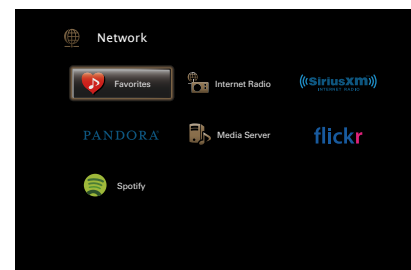 Network
Favorites
Internet Radio
((SiriusXM))
INTERNET RADIO
PANDORA
Media Server
flickr
Spotify